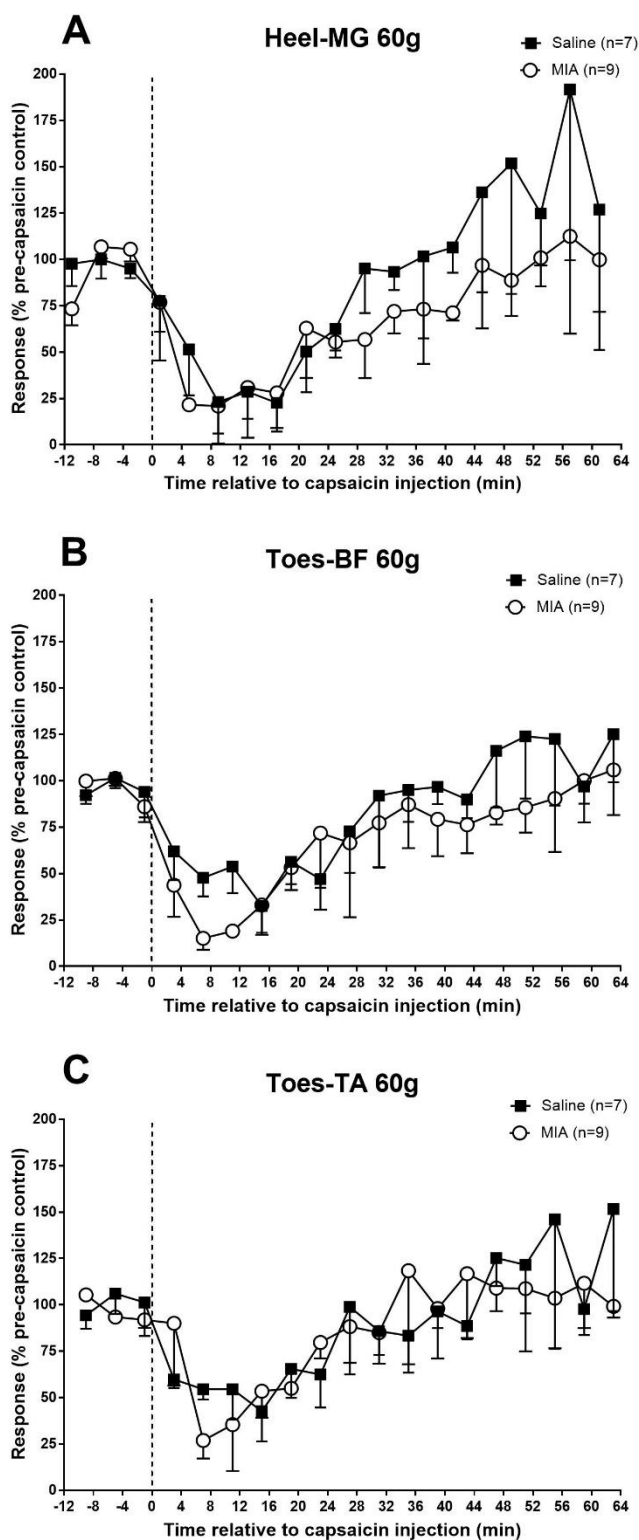 A
Heel-MG 60g
Saline (n=7)
MIA (n=9)
Response (% pre-capsaicin control)
200
175
150
125
100
75
50
25
0
-12 -8 -4 0 4 8 12 16 20 24 28 32 36 40 44 48 52 56 60 64
Time relative to capsaicin injection (min)
B
Toes-BF 60g
Saline (n=7)
MIA (n=9)
Response (% pre-capsaicin control)
200
175
150
125
100
75
50
25
0
-12 -8 -4 0 4 8 12 16 20 24 28 32 36 40 44 48 52 56 60 64
Time relative to capsaicin injection (min)
C
Toes-TA 60g
Saline (n=7)
MIA (n=9)
Response (% pre-capsaicin control)
200
175
150
125
100
75
50
25
0
-12 -8 -4 0 4 8 12 16 20 24 28 32 36 40 44 48 52 56 60 64
Time relative to capsaicin injection (min)